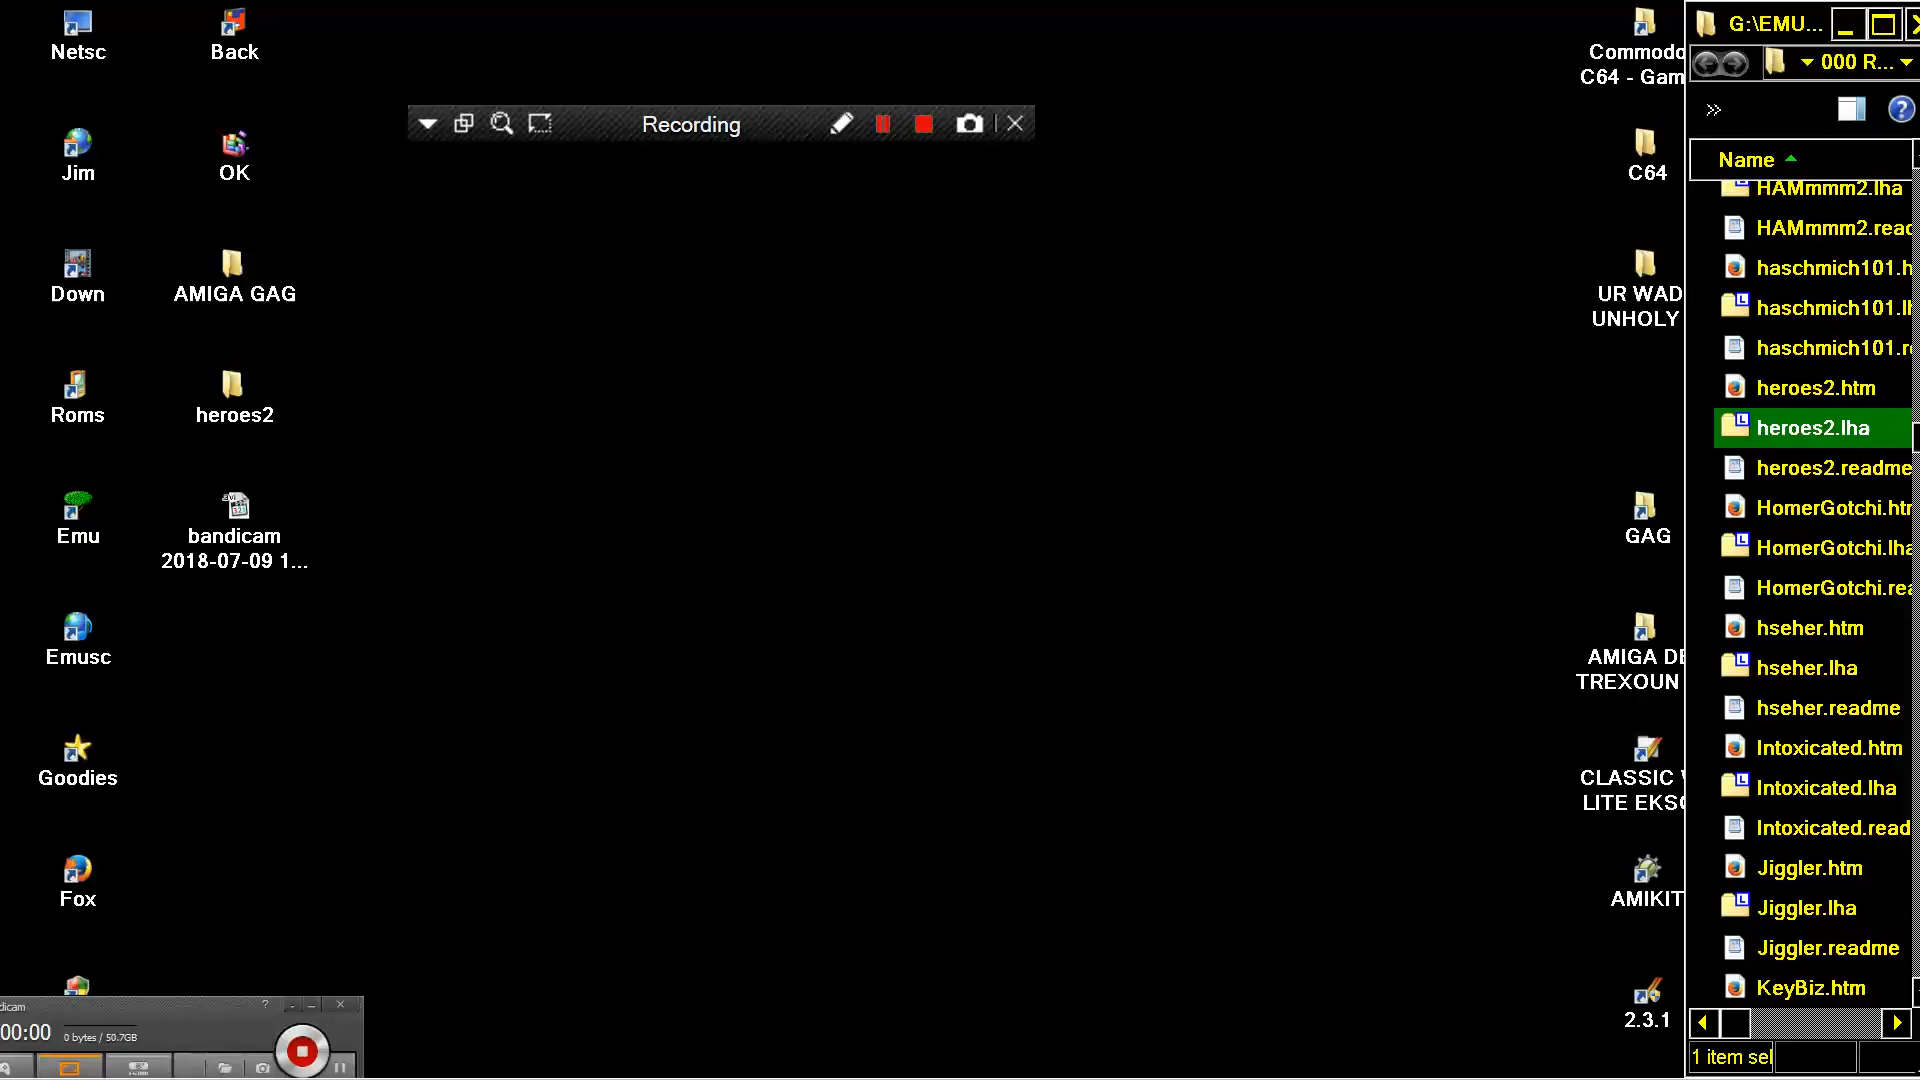 Netsc
Back
Jim
OK
Down
AMIGA GAG
Roms
heroes2
Emu
bandicam
2018-07-09 1...
Emusc
Goodies
Fox
Recording
dicam
00:00
0 bytes / 50.7GB
Commodo
C64 - Gam
C64
UR WAD
UNHOLY
GAG
AMIGA DE
TREXOUN
CLASSIC
LITE EKS
AMIKIT
2.3.1
G:\EMU...
000 R...
Name
HAMmmm2.lha
HAMmmm2.reac
haschmich101.h
haschmich101.lh
haschmich101.re
heroes2.htm
heroes2.lha
heroes2.readme
HomerGotchi.htm
HomerGotchi.lha
HomerGotchi.rea
hseher.htm
hseher.lha
hseher.readme
Intoxicated.htm
Intoxicated.lha
Intoxicated.read
Jiggler.htm
Jiggler.lha
Jiggler.readme
KeyBiz.htm
1 item sel